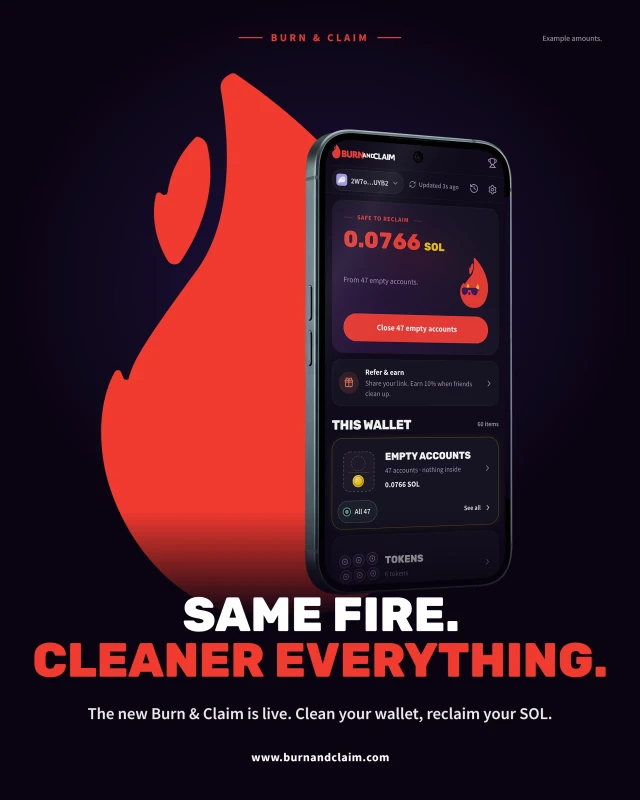 BURN & CLAIM
Example amounts.
BURNANDCLAIM
2W7o...UYB2
Updated 3s ago
SAFE TO RECLAIM
0.0766 SOL
From 47 empty accounts.
Close 47 empty accounts
Refer & earn
Share your link. Earn 10% when friends
clean up.
THIS WALLET
60 items
EMPTY ACCOUNTS
47 accounts · nothing inside
0.0766 SOL
All 47
See all
TOKENS
6 tokens
SAME FIRE.
CLEANER EVERYTHING.
The new Burn & Claim is live. Clean your wallet, reclaim your SOL.
www.burnandclaim.com